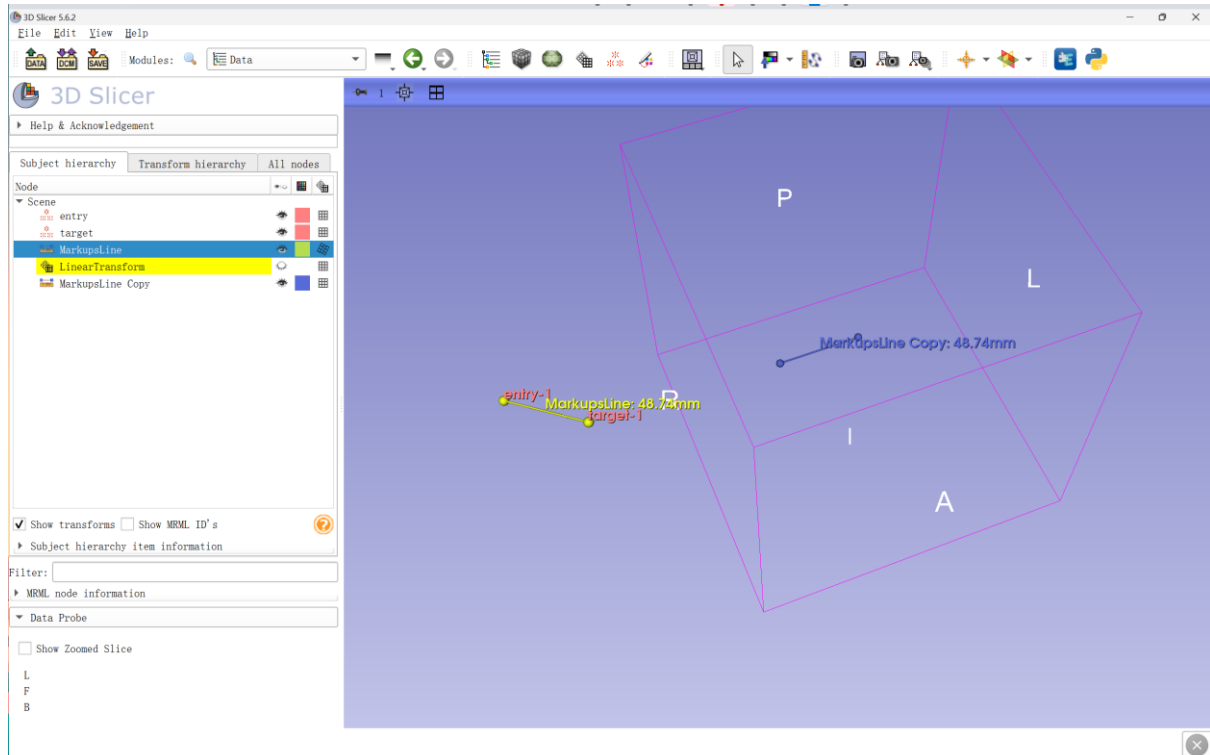 3D Slicer 5.6.2
File Edit View Help
DATA DCM SAVE Modules: Data
3D Slicer
1
Help & Acknowledgement
Subject hierarchy Transform hierarchy All nodes
Node
Scene
entry
target
MarkupsLine
LinearTransform
MarkupsLine Copy
P
L
MarkupsLine Copy: 48.74mm
entry-1
R
MarkupsLine: 48.74mm
target-1
I
A
Show transforms Show MRML ID's
Subject hierarchy item information
Filter:
MRML node information
Data Probe
Show Zoomed Slice
L
F
B